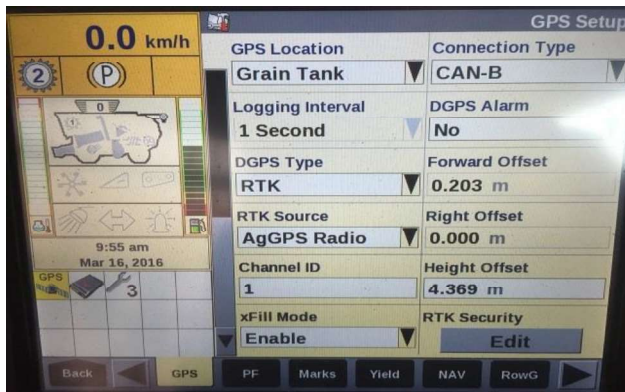 GPS Setup
0.0 km/h
2
P
0
9:55 am
Mar 16, 2016
GPS
3
GPS Location
Grain Tank
Connection Type
CAN-B
Logging Interval
1 Second
DGPS Alarm
No
DGPS Type
RTK
Forward Offset
0.203 m
RTK Source
AgGPS Radio
Right Offset
0.000 m
Channel ID
1
Height Offset
4.369 m
xFill Mode
Enable
RTK Security
Edit
Back
GPS
PF
Marks
Yield
NAV
RowG